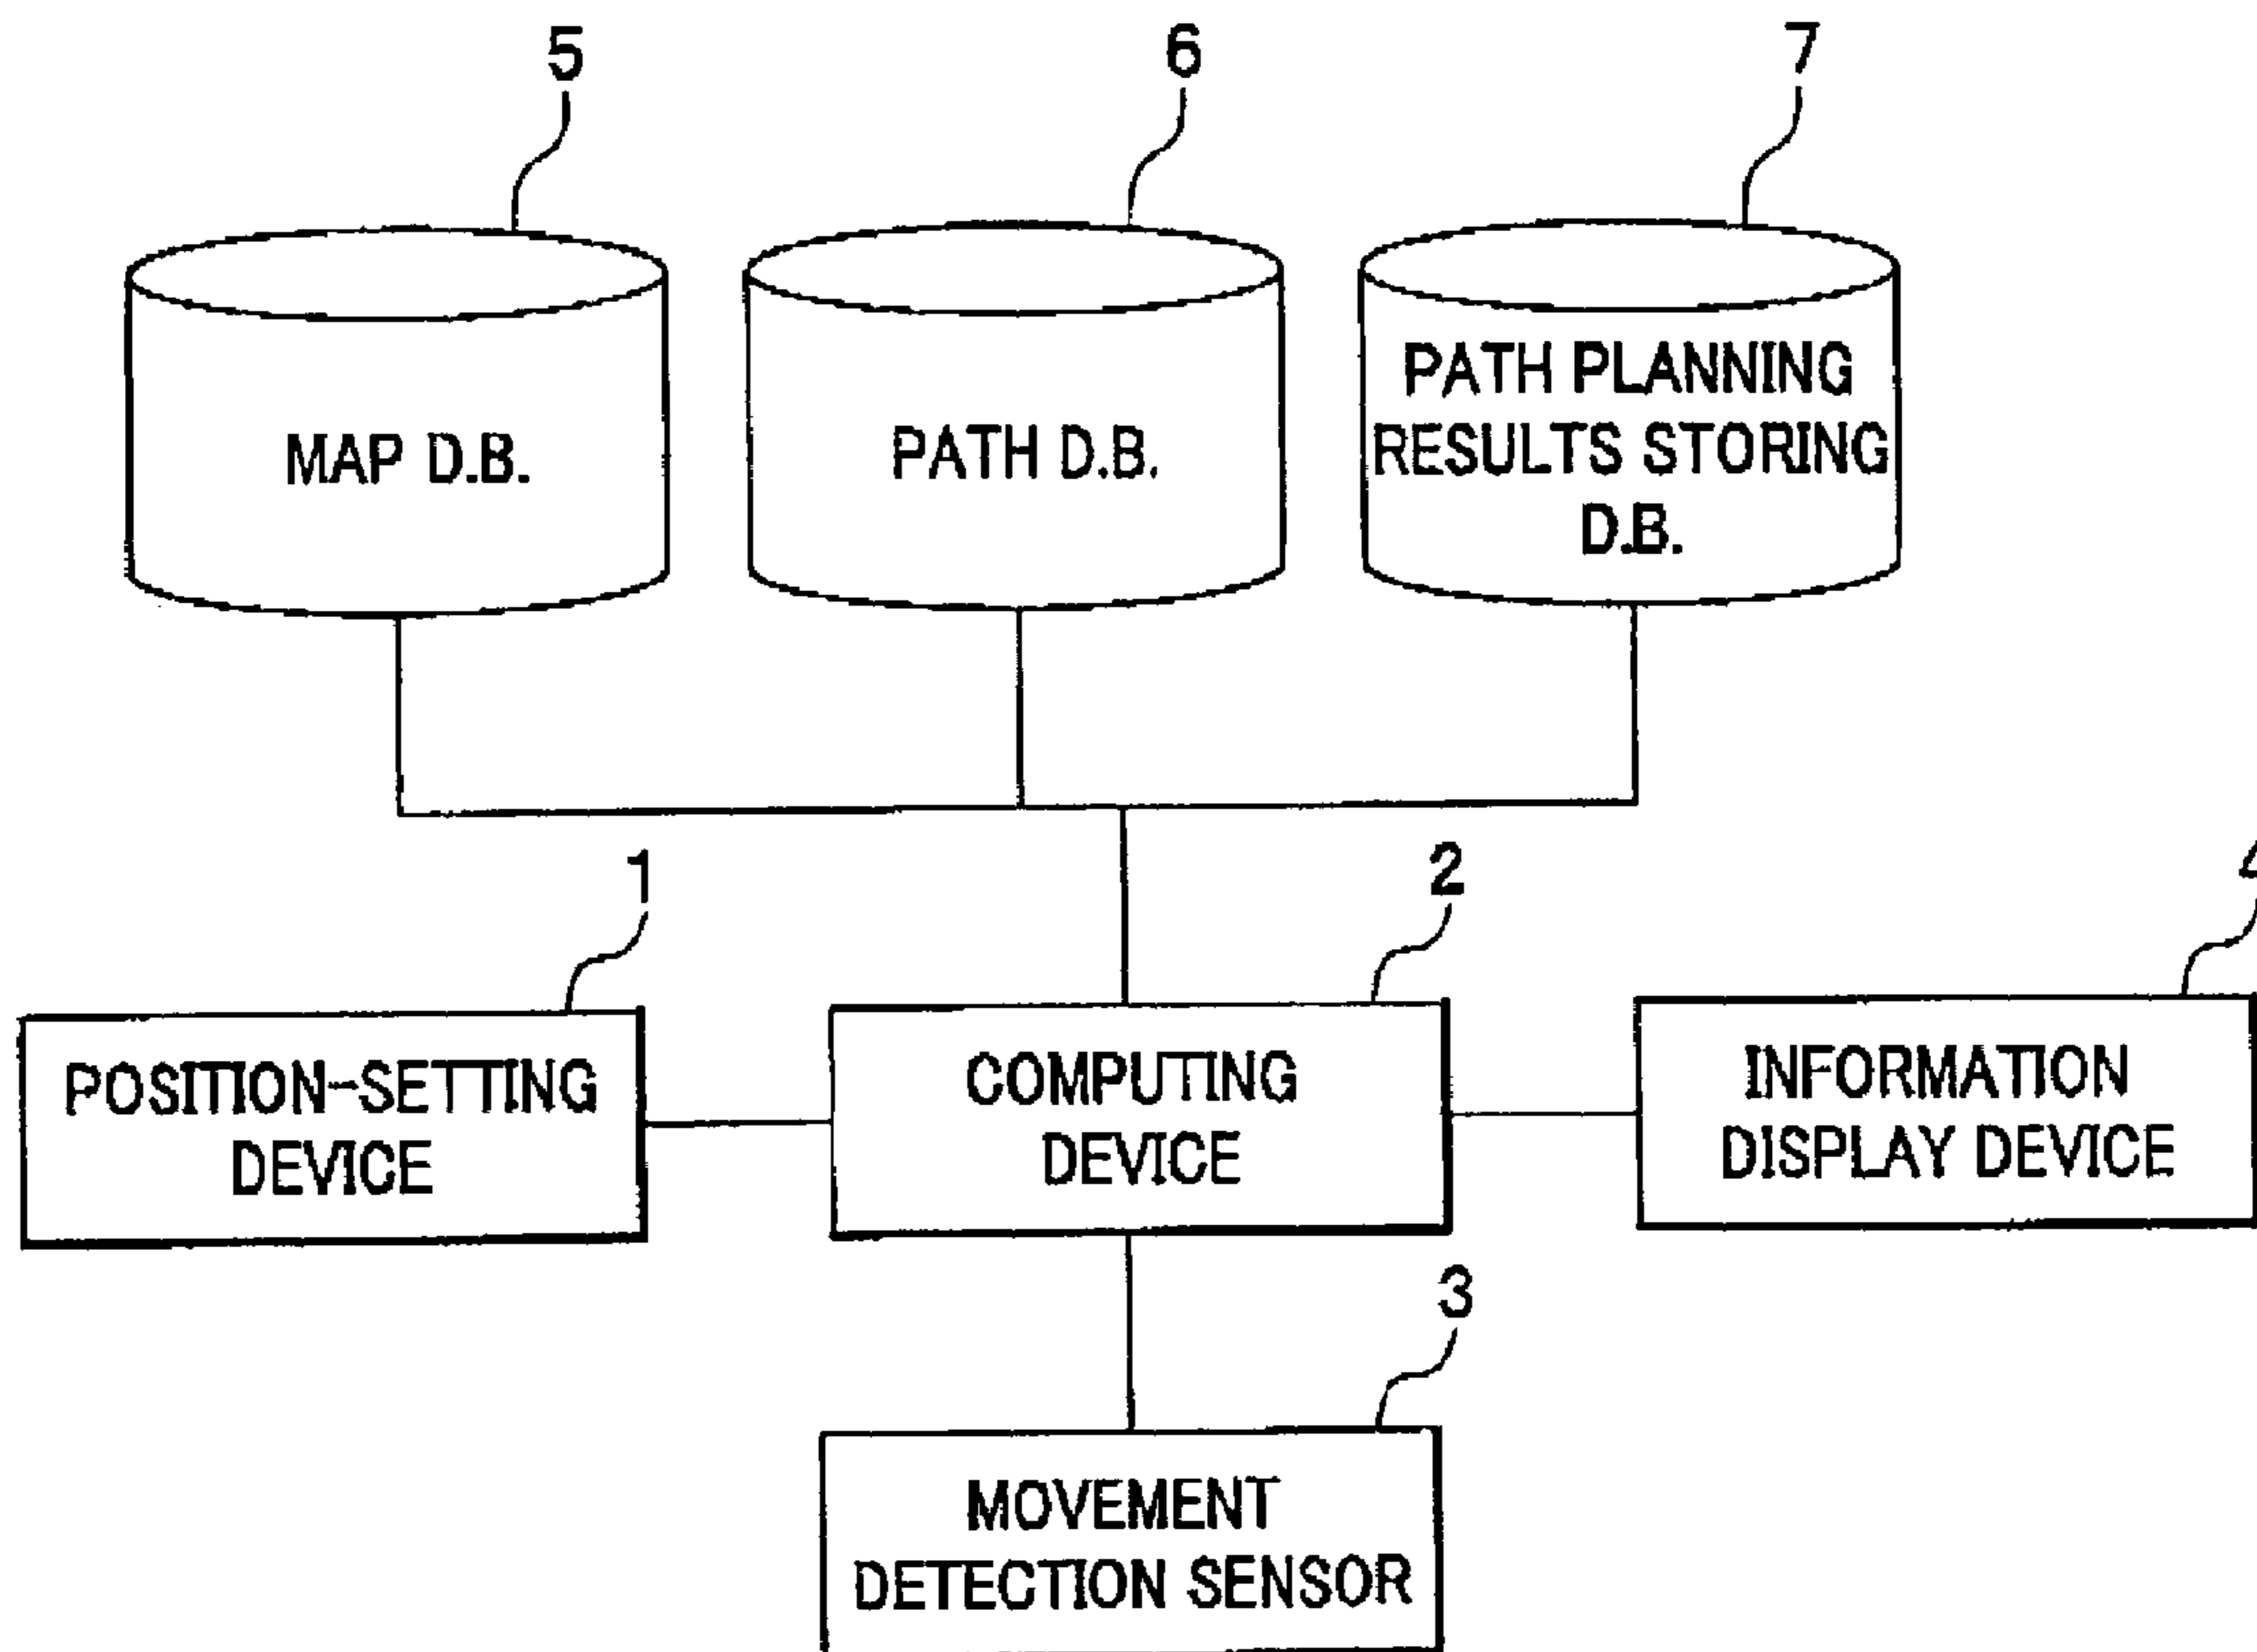 5
6
7
MAP D.B.
PATH D.B.
PATH PLANNING
RESULTS STORING
D.B.
1
2
4
POSITION-SETTING
DEVICE
COMPUTING
DEVICE
INFORMATION
DISPLAY DEVICE
3
MOVEMENT
DETECTION SENSOR